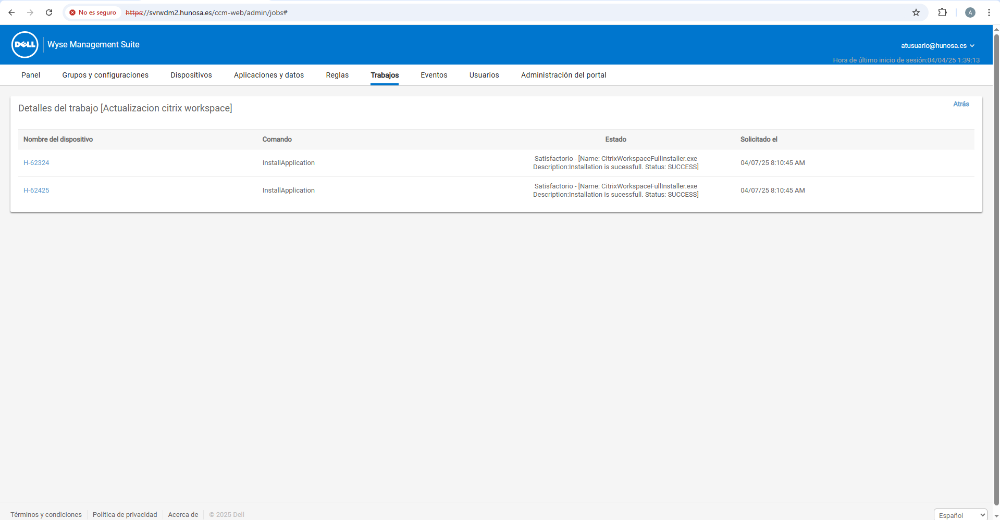 No es seguro https://svrwdm2.hunosa.es/ccm-web/admin/jobs# A
DELL Wyse Management Suite
atusuario@hunosa.es
Hora de último inicio de sesión:04/04/25 1:39:13
Panel Grupos y configuraciones Dispositivos Aplicaciones y datos Reglas Trabajos Eventos Usuarios Administración del portal
Detalles del trabajo [Actualizacion citrix workspace]
Atrás
Nombre del dispositivo Comando Estado Solicitado el
H-62324 InstallApplication Satisfactorio - [Name: CitrixWorkspaceFullInstaller.exe
Description:Installation is sucessfull. Status: SUCCESS] 04/07/25 8:10:45 AM
H-62425 InstallApplication Satisfactorio - [Name: CitrixWorkspaceFullInstaller.exe
Description:Installation is sucessfull. Status: SUCCESS] 04/07/25 8:10:45 AM
Términos y condiciones Política de privacidad Acerca de © 2025 Dell
Español